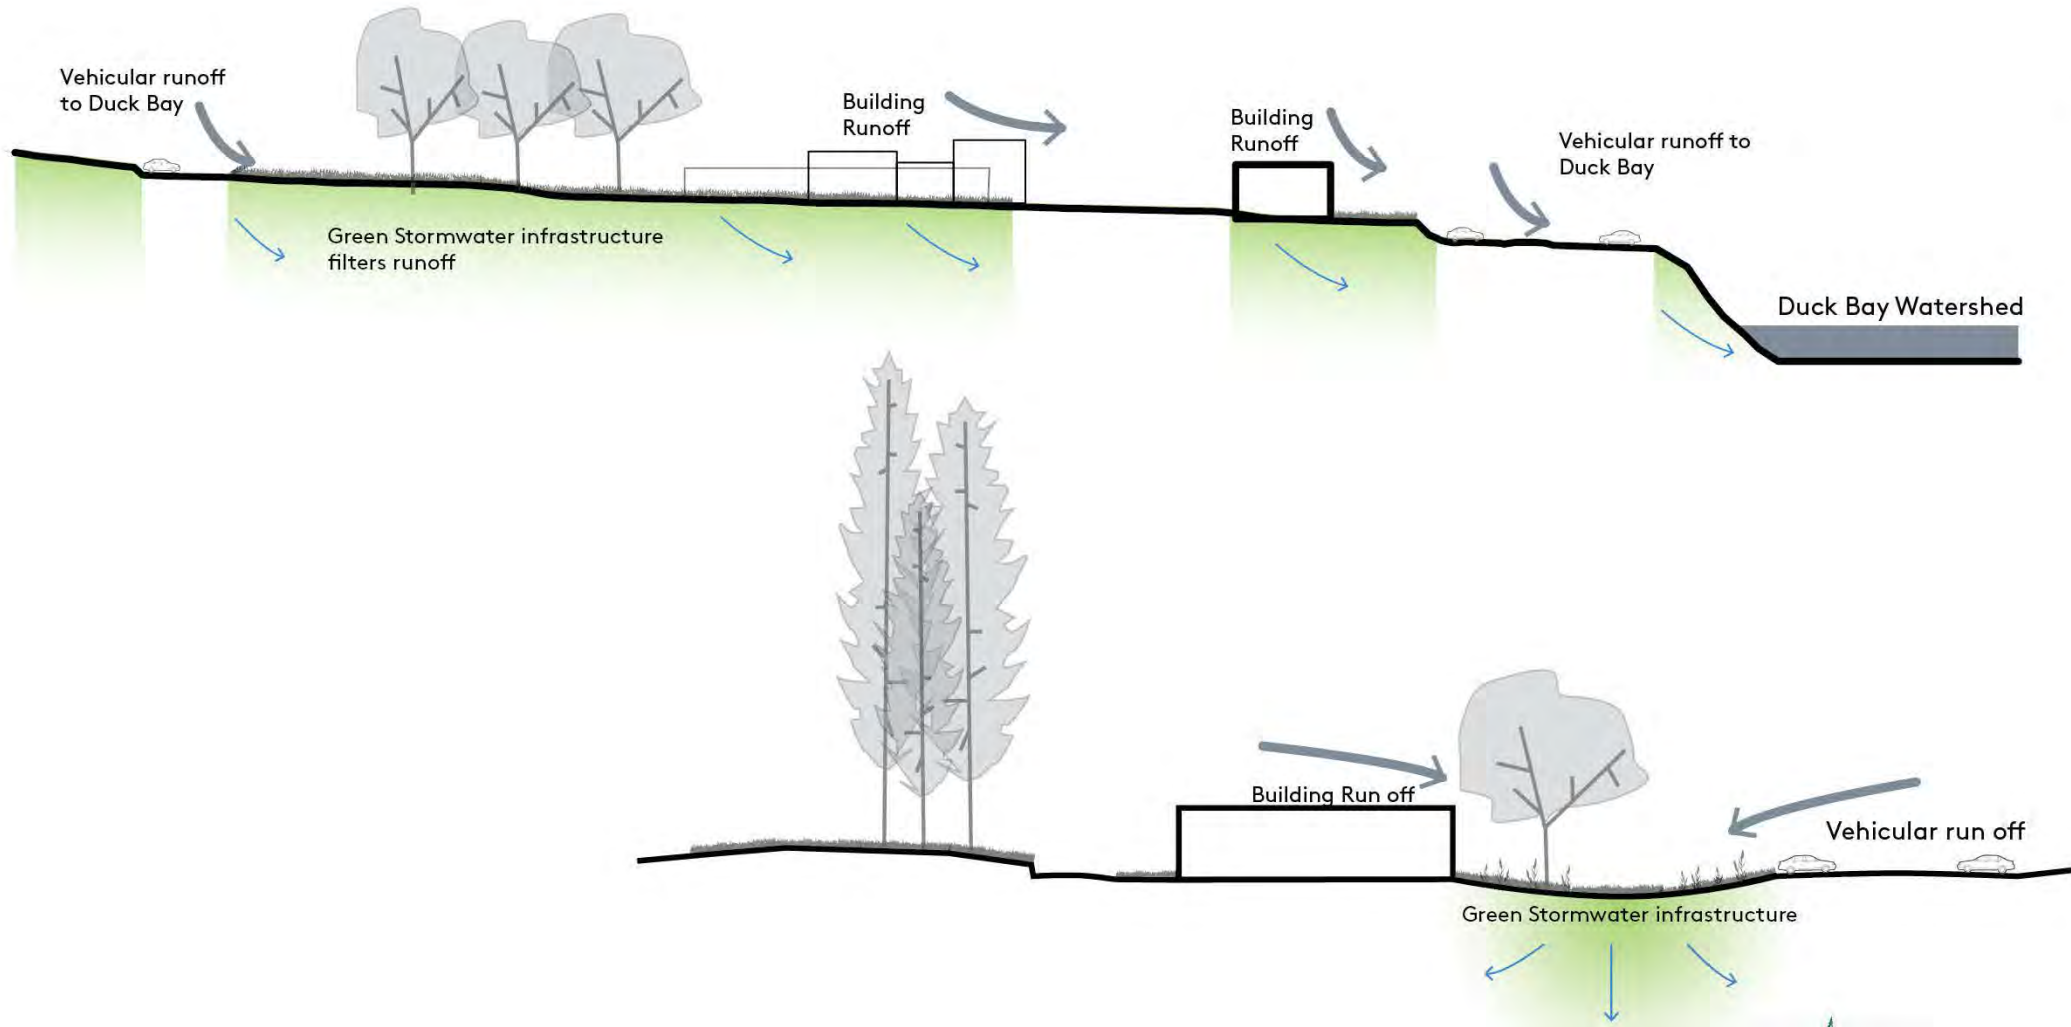 Vehicular runoff
to Duck Bay
Building
Runoff
Building
Runoff
Vehicular runoff to
Duck Bay
Green Stormwater infrastructure
filters runoff
Duck Bay Watershed
Building Run off
Vehicular run off
Green Stormwater infrastructure